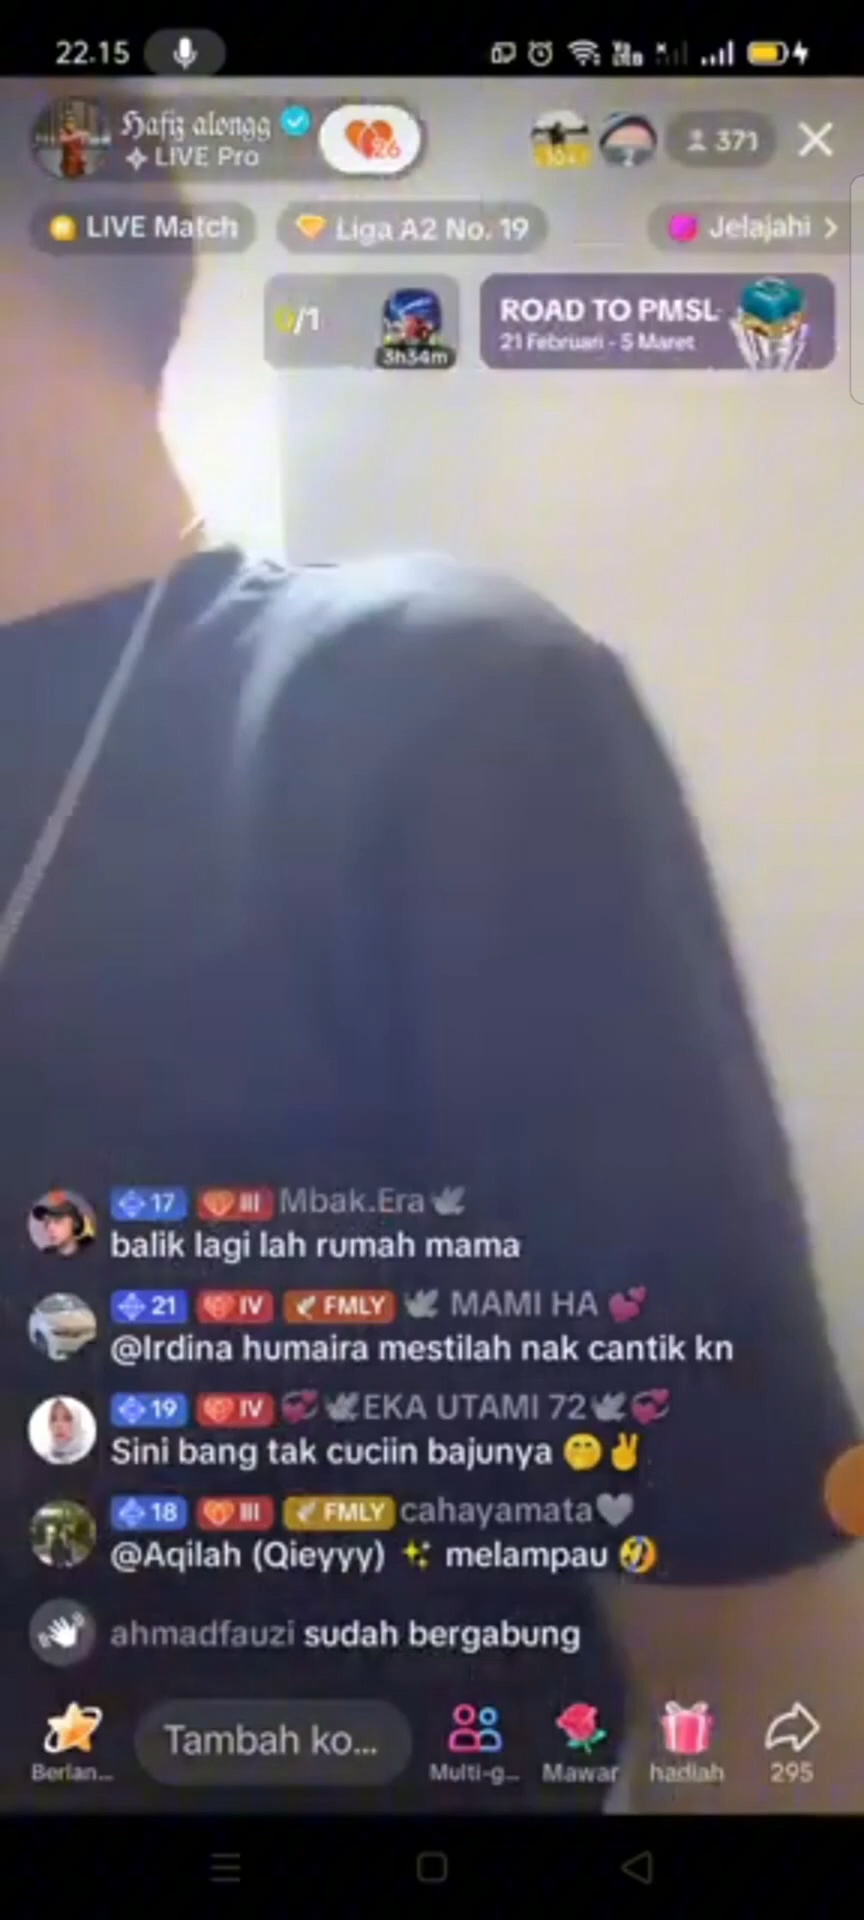 22.15
Hafiz alongg
LIVE Pro
26
371
LIVE Match
Liga A2 No. 19
Jelajahi >
0/1
3h34m
ROAD TO PMSL
21 Februari - 5 Maret
17 III Mbak.Era
balik lagi lah rumah mama
21 IV FMLY MAMI HA
@Irdina humaira mestilah nak cantik kn
19 IV EKA UTAMI 72
Sini bang tak cuciin bajunya
18 III FMLY cahayamata
@Aqilah (Qieyyy) melampau
ahmadfauzi sudah bergabung
Tambah ko...
Berlan...
Multi-g...
Mawar
hadiah
295